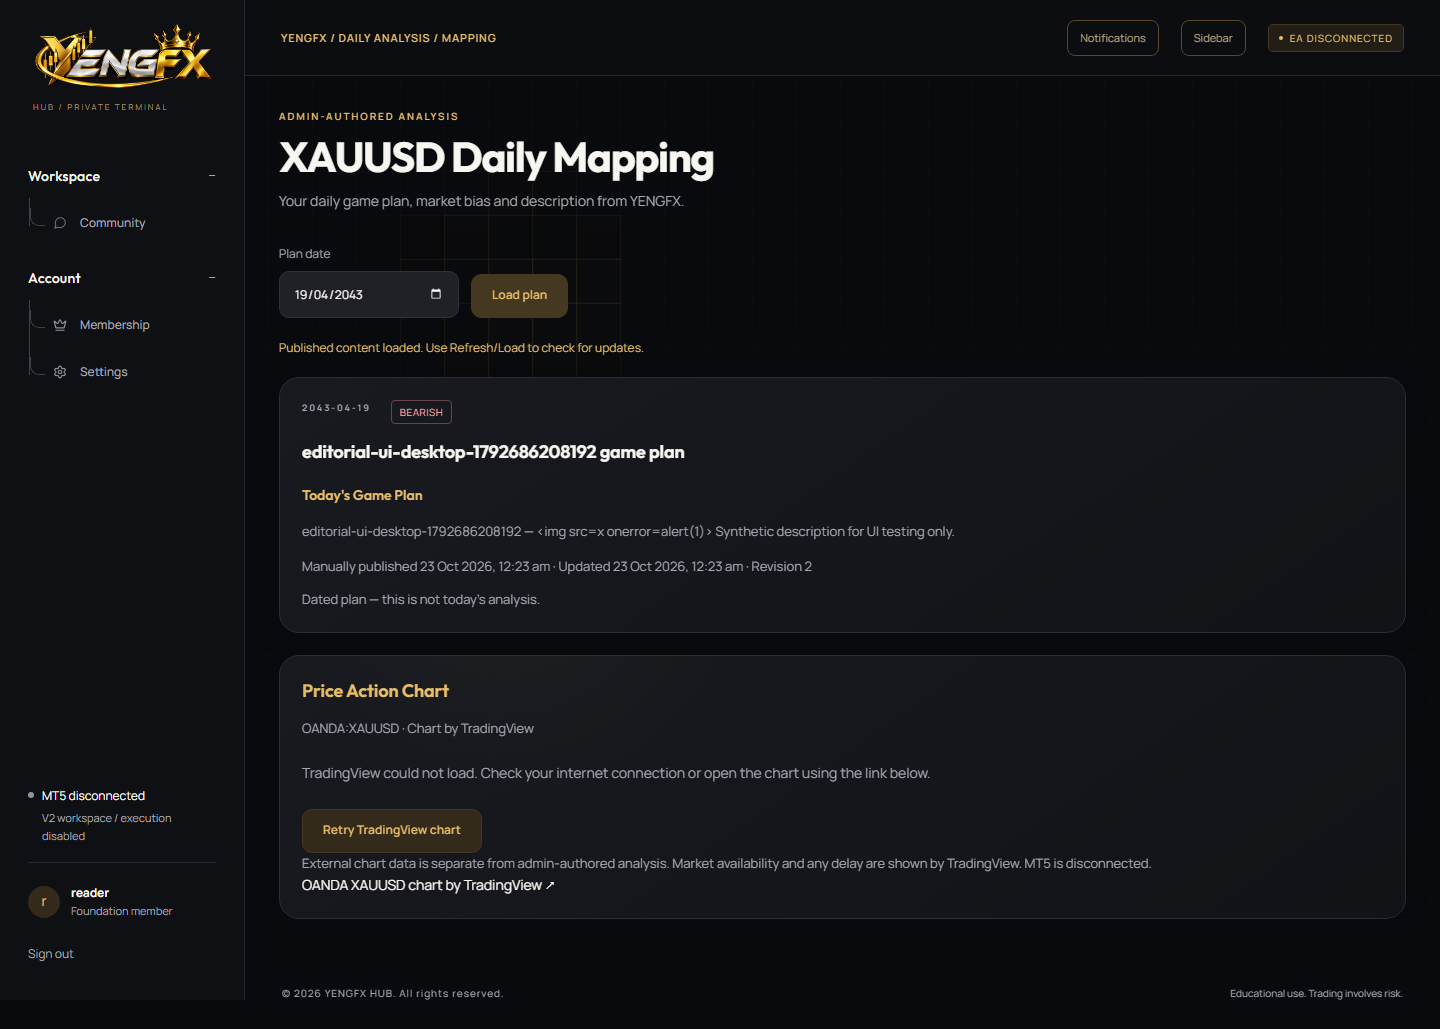 YENGFX
HUB / PRIVATE TERMINAL
Workspace
Community
Account
Membership
Settings
MT5 disconnected
V2 workspace / execution
disabled
r
reader
Foundation member
Sign out
YENGFX / DAILY ANALYSIS / MAPPING
Notifications
Sidebar
EA DISCONNECTED
ADMIN-AUTHORED ANALYSIS
XAUUSD Daily Mapping
Your daily game plan, market bias and description from YENGFX.
Plan date
19/04/2043
Load plan
Published content loaded. Use Refresh/Load to check for updates.
2043-04-19
BEARISH
editorial-ui-desktop-1792686208192 game plan
Today's Game Plan
editorial-ui-desktop-1792686208192 — <img src=x onerror=alert(1)> Synthetic description for UI testing only.
Manually published 23 Oct 2026, 12:23 am · Updated 23 Oct 2026, 12:23 am · Revision 2
Dated plan — this is not today's analysis.
Price Action Chart
OANDA:XAUUSD · Chart by TradingView
TradingView could not load. Check your internet connection or open the chart using the link below.
Retry TradingView chart
External chart data is separate from admin-authored analysis. Market availability and any delay are shown by TradingView. MT5 is disconnected.
OANDA XAUUSD chart by TradingView ↗
© 2026 YENGFX HUB. All rights reserved.
Educational use. Trading involves risk.